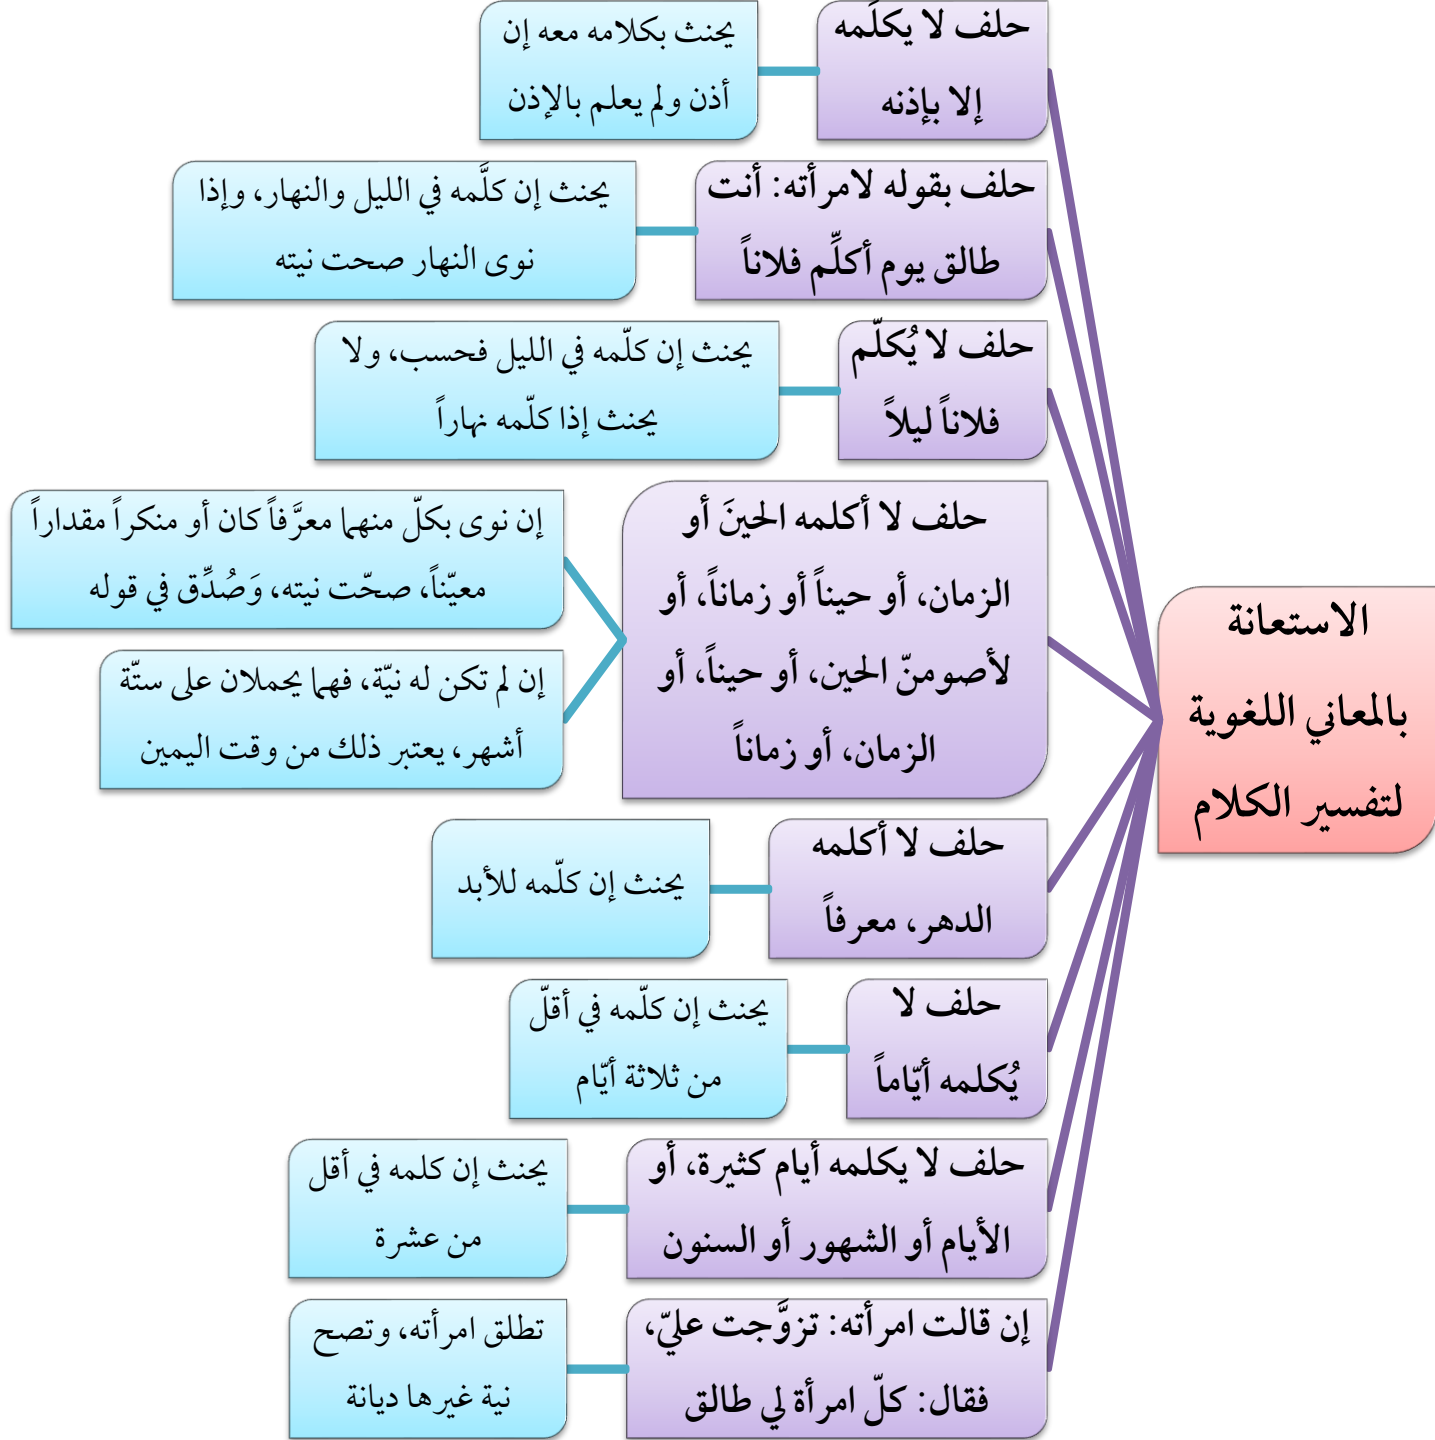 الاستعانة
بالمعاني اللغوية
لتفسير الكلام
حلف لا يكلَمه
إلا بإذنه
يحنث بكلامه معه إن
أذن ولم يعلم بالإذن
حلف بقوله لامرأته: أنت
طالق يوم أكلِّم فلاناً
يحنث إن كلَّمه في الليل والنهار، وإذا
نوى النهار صحت نيته
حلف لا يُكلّم
فلاناً ليلاً
يحنث إن كلّمه في الليل فحسب، ولا
يحنث إذا كلّمه نهاراً
حلف لا أكلمه الحينَ أو
الزمان، أو حيناً أو زماناً، أو
لأصومنّ الحين، أو حيناً، أو
الزمان، أو زماناً
إن نوى بكلّ منهما معرَّفاً كان أو منكراً مقداراً
معيّناً، صحّت نيته، وَصُدِّق في قوله
إن لم تكن له نيّة، فهما يحملان على ستّة
أشهر، يعتبر ذلك من وقت اليمين
حلف لا أكلمه
الدهر، معرفاً
يحنث إن كلّمه للأبد
حلف لا
يُكلمه أيّاماً
يحنث إن كلّمه في أقلّ
من ثلاثة أيّام
حلف لا يكلمه أيام كثيرة، أو
الأيام أو الشهور أو السنون
يحنث إن كلمه في أقل
من عشرة
إن قالت امرأته: تزوَّجت عليّ،
فقال: كلّ امرأة لي طالق
تطلق امرأته، وتصح
نية غيرها ديانة